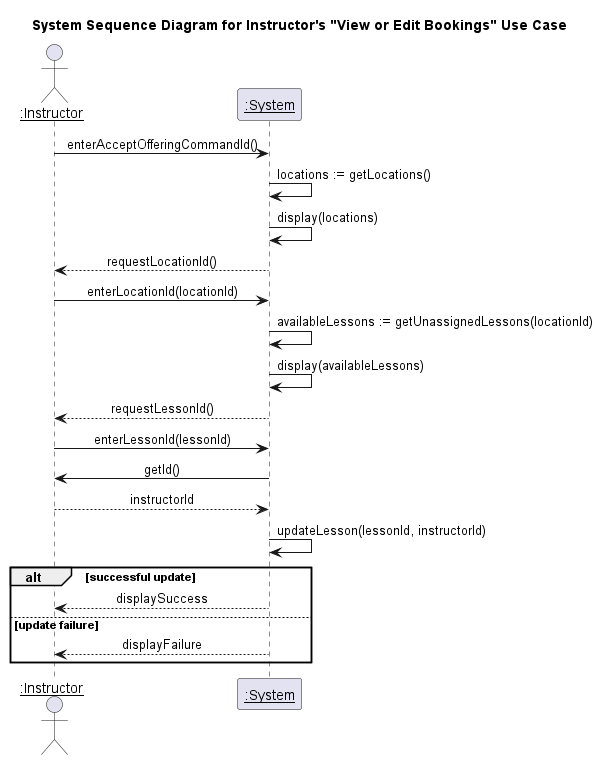 System Sequence Diagram for Instructor's "View or Edit Bookings" Use Case
:Instructor
:System
enterAcceptOfferingCommandId()
locations := getLocations()
display(locations)
requestLocationId()
enterLocationId(locationId)
availableLessons := getUnassignedLessons(locationId)
display(availableLessons)
requestLessonId()
enterLessonId(lessonId)
getId()
instructorId
updateLesson(lessonId, instructorId)
alt [successful update]
displaySuccess
[update failure]
displayFailure
:Instructor
:System